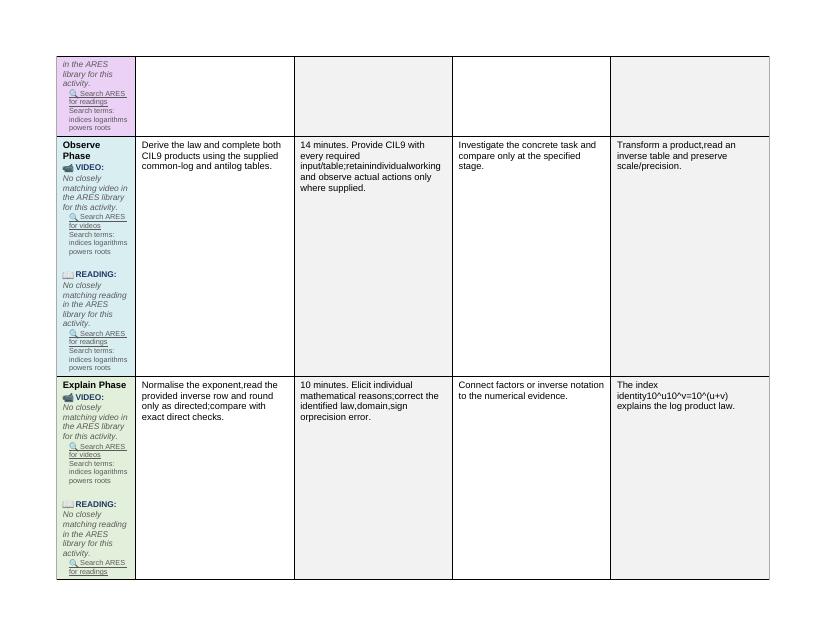 in the ARES
library for this
activity.
🔍 Search ARES
for readings
Search terms:
indices logarithms
powers roots
Observe
Phase
📹 VIDEO:
No closely
matching video in
the ARES library
for this activity.
🔍 Search ARES
for videos
Search terms:
indices logarithms
powers roots
📖 READING:
No closely
matching reading
in the ARES
library for this
activity.
🔍 Search ARES
for readings
Search terms:
indices logarithms
powers roots
Derive the law and complete both
CIL9 products using the supplied
common-log and antilog tables.
14 minutes. Provide CIL9 with
every required
input/table;retainindividualworking
and observe actual actions only
where supplied.
Investigate the concrete task and
compare only at the specified
stage.
Transform a product,read an
inverse table and preserve
scale/precision.
Explain Phase
📹 VIDEO:
No closely
matching video in
the ARES library
for this activity.
🔍 Search ARES
for videos
Search terms:
indices logarithms
powers roots
📖 READING:
No closely
matching reading
in the ARES
library for this
activity.
🔍 Search ARES
for readings
Normalise the exponent,read the
provided inverse row and round
only as directed;compare with
exact direct checks.
10 minutes. Elicit individual
mathematical reasons;correct the
identified law,domain,sign
orprecision error.
Connect factors or inverse notation
to the numerical evidence.
The index
identity10^u10^v=10^(u+v)
explains the log product law.